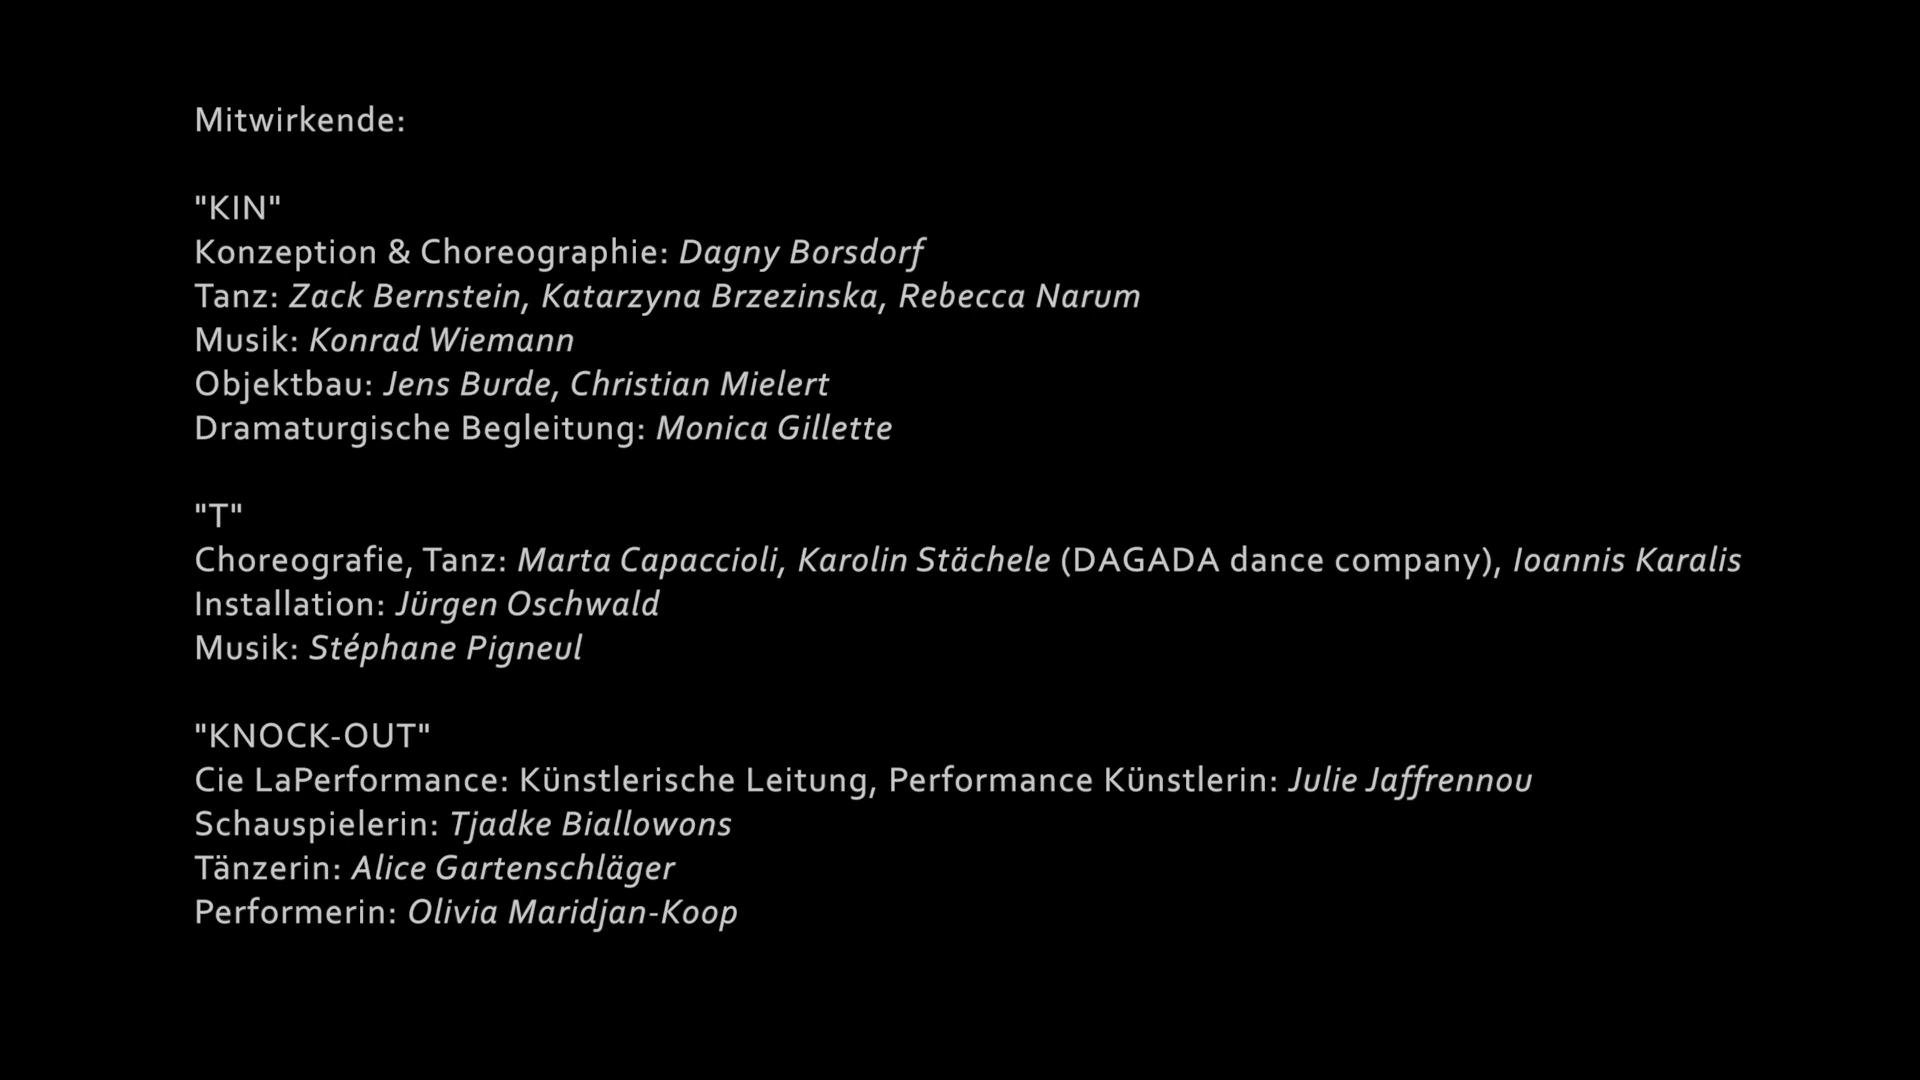 Mitwirkende:
"KIN"
Konzeption & Choreographie: Dagny Borsdorf
Tanz: Zack Bernstein, Katarzyna Brzezinska, Rebecca Narum
Musik: Konrad Wiemann
Objektbau: Jens Burde, Christian Mielert
Dramaturgische Begleitung: Monica Gillette
"T"
Choreografie, Tanz: Marta Capaccioli, Karolin Stächele (DAGADA dance company), Ioannis Karalis
Installation: Jürgen Oschwald
Musik: Stéphane Pigneul
"KNOCK-OUT"
Cie LaPerformance: Künstlerische Leitung, Performance Künstlerin: Julie Jaffrennou
Schauspielerin: Tjadke Biallowons
Tänzerin: Alice Gartenschläger
Performerin: Olivia Maridjan-Koop